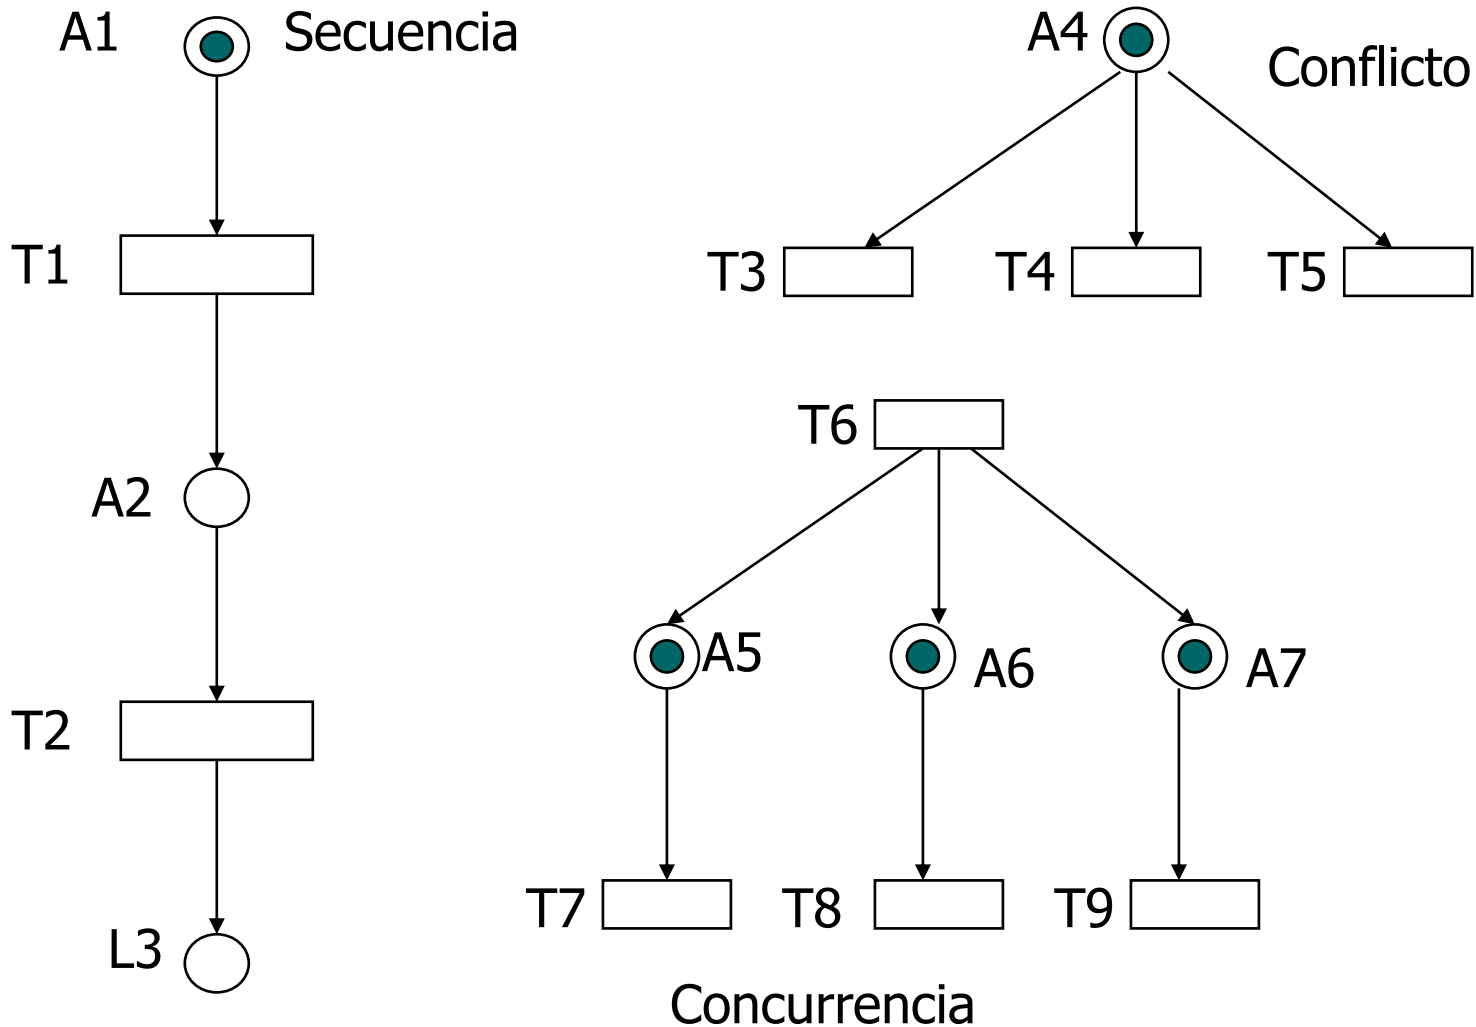 A1
Secuencia
T1
A2
T2
L3
A4
Conflicto
T3
T4
T5
T6
A5
A6
A7
T7
T8
T9
Concurrencia